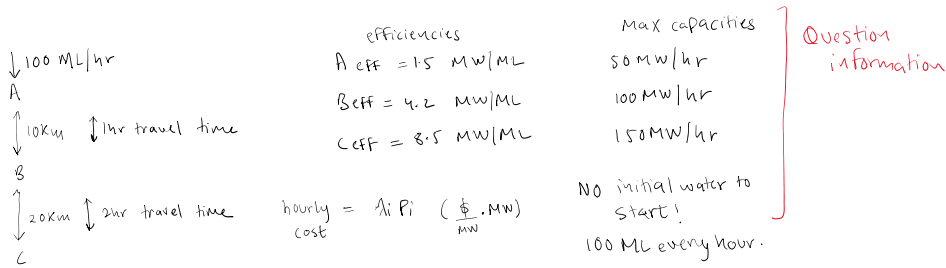 ↓ 100 ML/hr
A
↕ 10km ↕ 1hr travel time
B
↕ 20km ↕ 2hr travel time
C
efficiencies
A eff = 1.5 MW/ML
B eff = 4.2 MW/ML
C eff = 8.5 MW/ML
hourly cost = λi Pi ($/MW . MW)
Max capacities
50 MW/hr
100 MW/hr
150 MW/hr
NO initial water to
start!
100 ML every hour.
Question
information